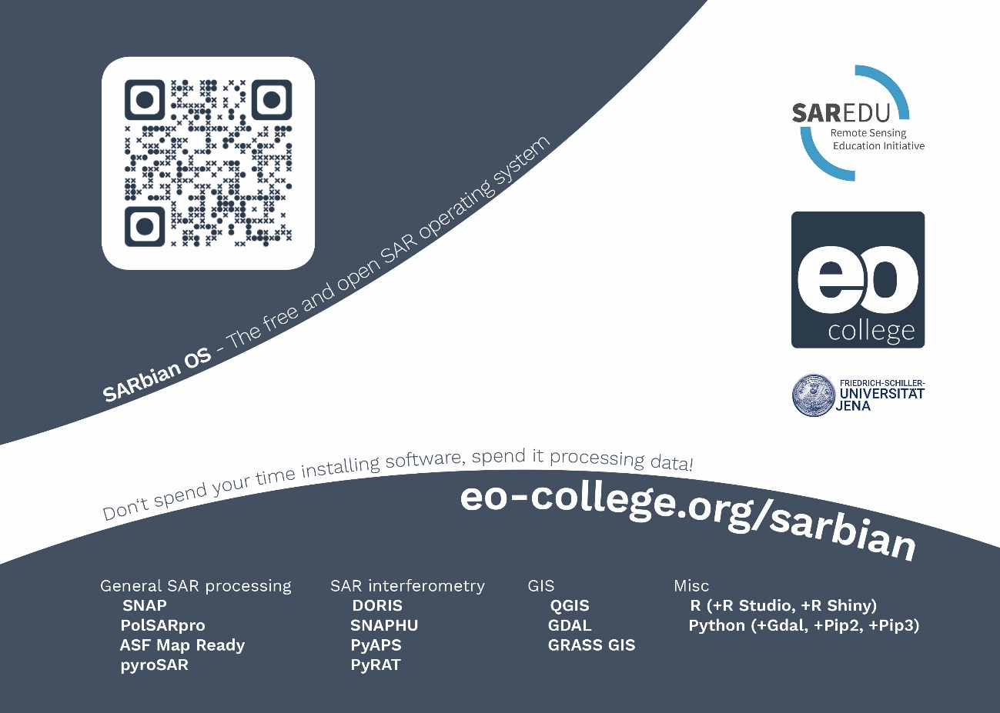 SAREDU
Remote Sensing
Education Initiative
eo
college
FRIEDRICH-SCHILLER-
UNIVERSITÄT
JENA
SARbian OS - The free and open SAR operating system
Don‘t spend your time installing software, spend it processing data!
eo-college.org/sarbian
General SAR processing
SNAP
PolSARpro
ASF Map Ready
pyroSAR
SAR interferometry
DORIS
SNAPHU
PyAPS
PyRAT
GIS
QGIS
GDAL
GRASS GIS
Misc
R (+R Studio, +R Shiny)
Python (+Gdal, +Pip2, +Pip3)